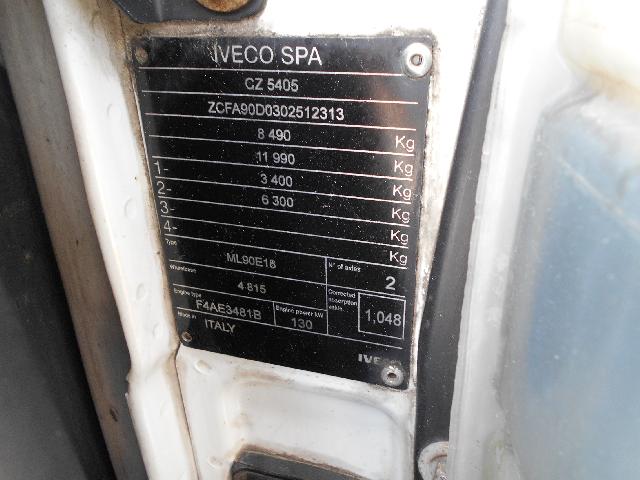 IVECO SPA
CZ 5405
ZCFA90D0302512313
8 490 Kg
11 990 Kg
1- 3 400 Kg
2- 6 300 Kg
3- Kg
4- Kg
Type ML90E18 N° of axles 2
Wheelbase 4 815
Engine type F4AE3481B Engine power kW 130 Corrected absorption value 1,048
Made in ITALY
IVECO